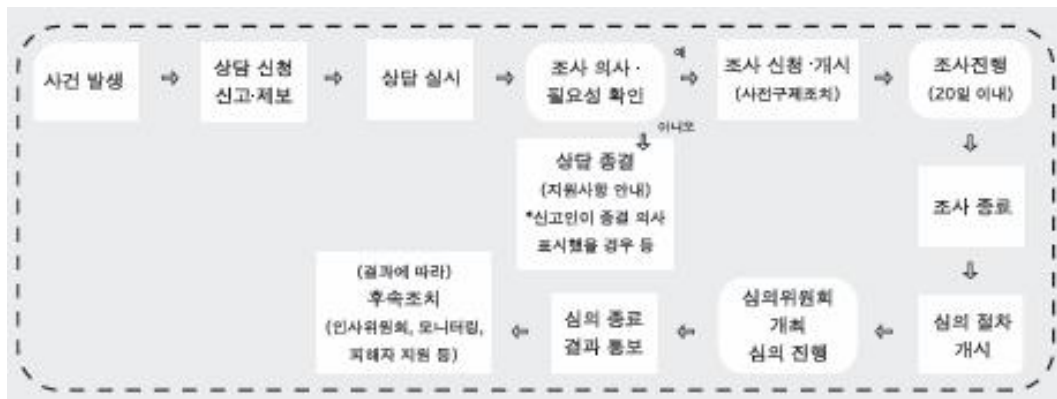 사건 발생
상담 신청
신고·제보
상담 실시
조사 의사·
필요성 확인
예
조사 신청·개시
(사전구제조치)
조사진행
(20일 이내)
아니오
상담 종결
(지원사항 안내)
*신고인이 종결 의사
표시했을 경우 등
조사 종료
심의 절차
개시
심의위원회
개최
심의 진행
심의 종료
결과 통보
(결과에 따라)
후속조치
(인사위원회, 모니터링,
피해자 지원 등)